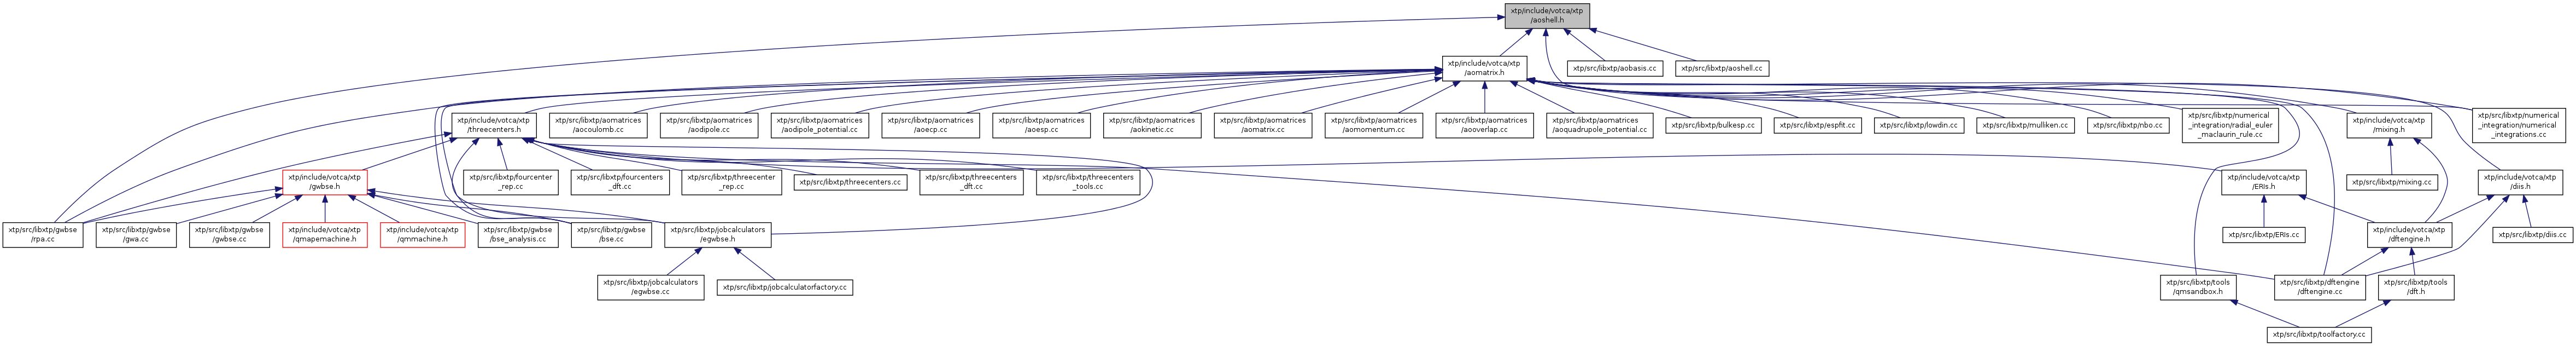 xtp/include/votca/xtp
/aoshell.h
xtp/include/votca/xtp
/aomatrix.h
xtp/src/libxtp/aobasis.cc
xtp/src/libxtp/aoshell.cc
xtp/include/votca/xtp
/threecenters.h
xtp/src/libxtp/aomatrices
/aocoulomb.cc
xtp/src/libxtp/aomatrices
/aodipole.cc
xtp/src/libxtp/aomatrices
/aodipole_potential.cc
xtp/src/libxtp/aomatrices
/aoecp.cc
xtp/src/libxtp/aomatrices
/aoesp.cc
xtp/src/libxtp/aomatrices
/aokinetic.cc
xtp/src/libxtp/aomatrices
/aomatrix.cc
xtp/src/libxtp/aomatrices
/aomomentum.cc
xtp/src/libxtp/aomatrices
/aooverlap.cc
xtp/src/libxtp/aomatrices
/aoquadrupole_potential.cc
xtp/src/libxtp/bulkesp.cc
xtp/src/libxtp/espfit.cc
xtp/src/libxtp/lowdin.cc
xtp/src/libxtp/mulliken.cc
xtp/src/libxtp/nbo.cc
xtp/src/libxtp/numerical
_integration/radial_euler
_maclaurin_rule.cc
xtp/include/votca/xtp
/mixing.h
xtp/src/libxtp/numerical
_integration/numerical
_integrations.cc
xtp/include/votca/xtp
/gwbse.h
xtp/src/libxtp/fourcenter
_rep.cc
xtp/src/libxtp/fourcenters
_dft.cc
xtp/src/libxtp/threecenter
_rep.cc
xtp/src/libxtp/threecenters.cc
xtp/src/libxtp/threecenters
_dft.cc
xtp/src/libxtp/threecenters
_tools.cc
xtp/include/votca/xtp
/ERIs.h
xtp/src/libxtp/mixing.cc
xtp/include/votca/xtp
/diis.h
xtp/src/libxtp/gwbse
/rpa.cc
xtp/src/libxtp/gwbse
/gwa.cc
xtp/src/libxtp/gwbse
/gwbse.cc
xtp/include/votca/xtp
/qmapemachine.h
xtp/include/votca/xtp
/qmmachine.h
xtp/src/libxtp/gwbse
/bse_analysis.cc
xtp/src/libxtp/gwbse
/bse.cc
xtp/src/libxtp/jobcalculators
/egwbse.h
xtp/src/libxtp/ERIs.cc
xtp/include/votca/xtp
/dftengine.h
xtp/src/libxtp/diis.cc
xtp/src/libxtp/jobcalculators
/egwbse.cc
xtp/src/libxtp/jobcalculatorfactory.cc
xtp/src/libxtp/tools
/qmsandbox.h
xtp/src/libxtp/dftengine
/dftengine.cc
xtp/src/libxtp/tools
/dft.h
xtp/src/libxtp/toolfactory.cc